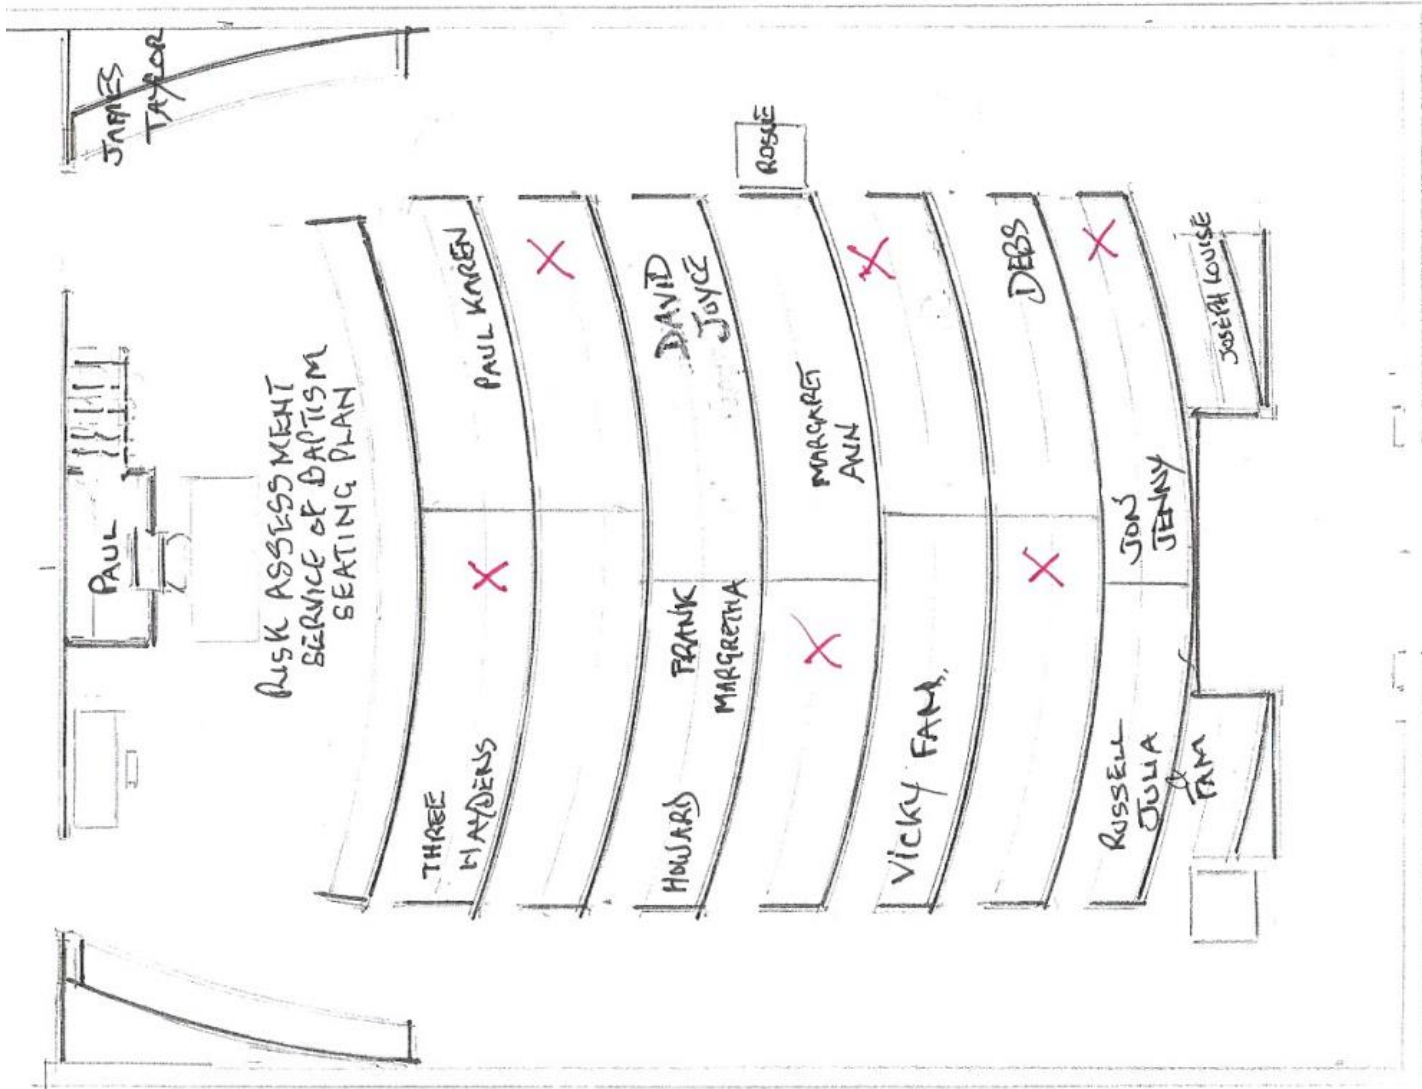 PAUL
JAMES
TAYLOR
RISK ASSESSMENT
SERVICE OF BAPTISM
SEATING PLAN
THREE
HAYDENS
X
PAUL KAREN
X
HOWARD
FRANK
MARGRETHA
DAVID
JOYCE
ROSIE
X
MARGARET
ANN
VICKY FAM.
X
X
DEBS
RUSSELL
JULIA
&
FAM
JON
JENNY
X
JOSEPH LOUISE